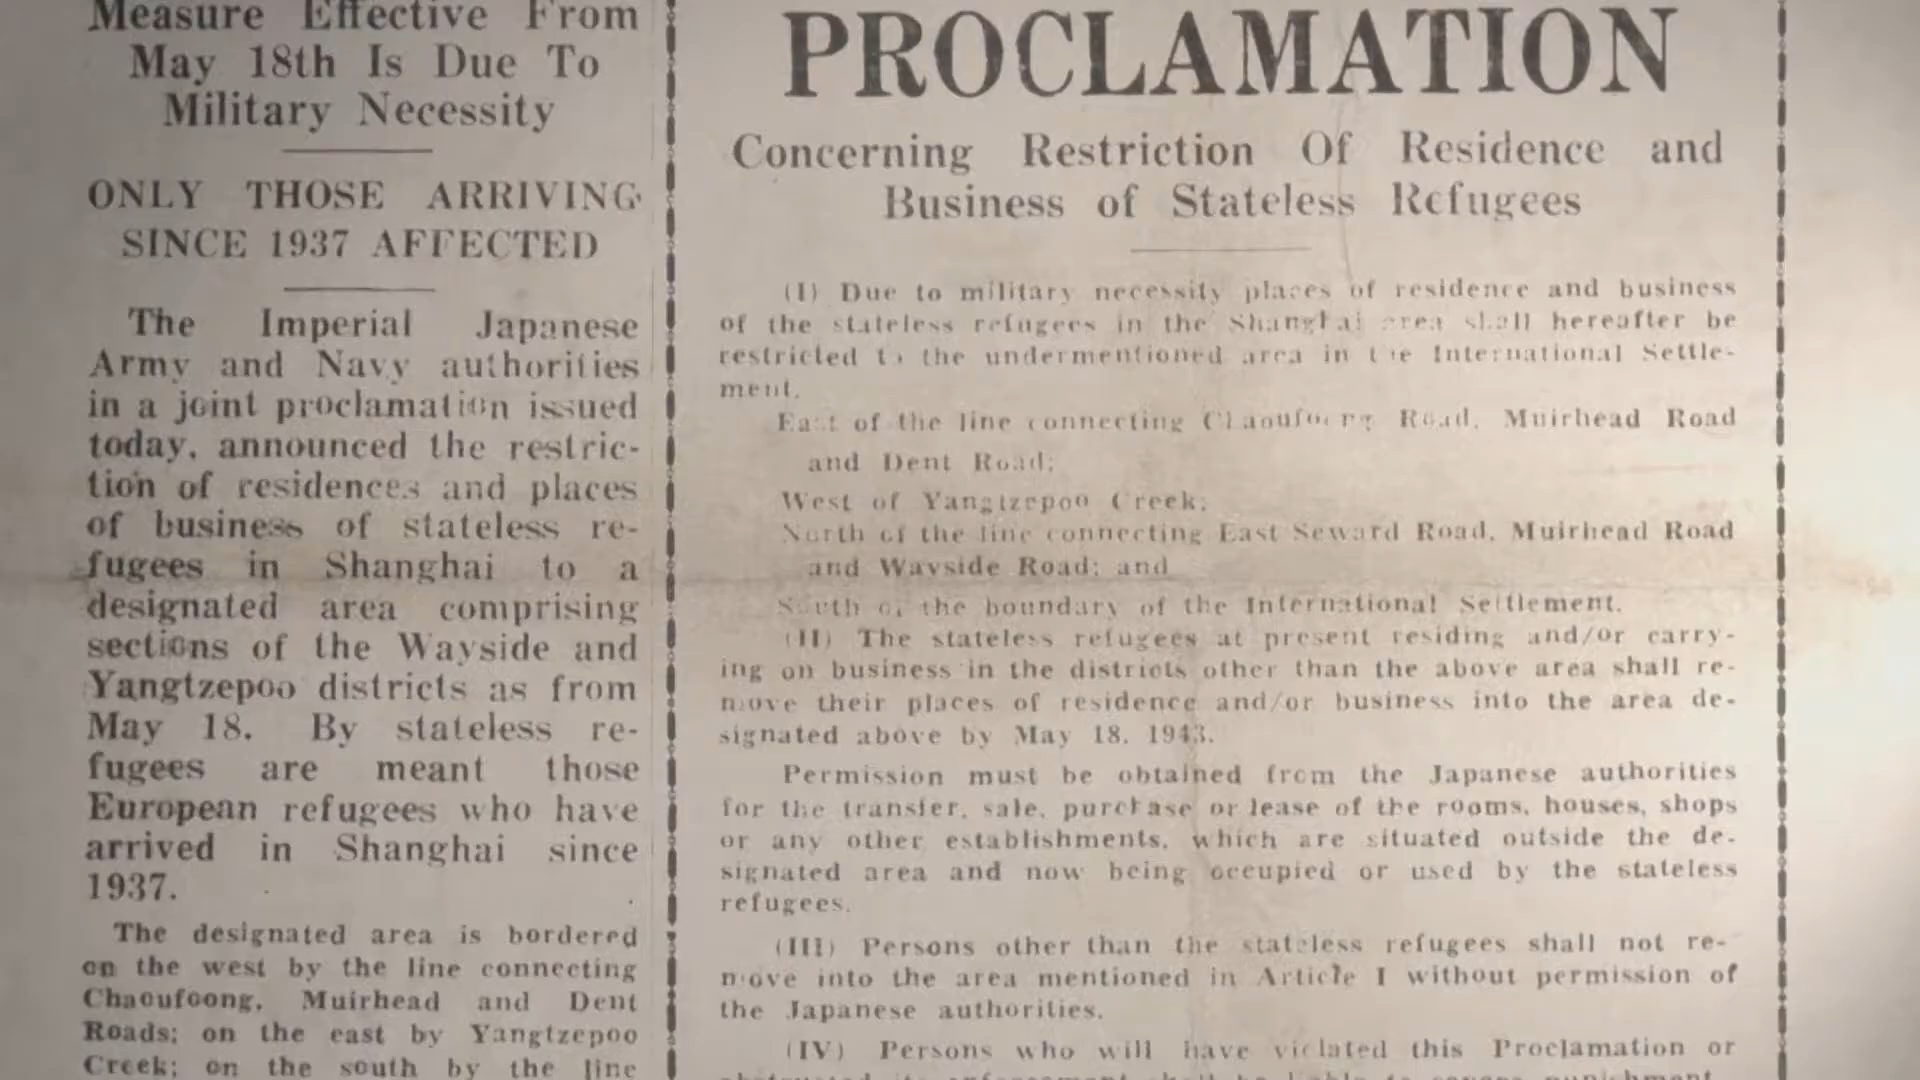 Measure Effective From
May 18th Is Due To
Military Necessity
ONLY THOSE ARRIVING
SINCE 1937 AFFECTED
The Imperial Japanese
Army and Navy authorities
in a joint proclamation issued
today, announced the restric-
tion of residences and places
of business of stateless re-
fugees in Shanghai to a
designated area comprising
sections of the Wayside and
Yangtzepoo districts as from
May 18. By stateless re-
fugees are meant those
European refugees who have
arrived in Shanghai since
1937.
The designated area is bordered
on the west by the line connecting
Chaoufoong, Muirhead and Dent
Roads; on the east by Yangtzepoo
Creek; on the south by the line
PROCLAMATION
Concerning Restriction Of Residence and
Business of Stateless Refugees
(I) Due to military necessity places of residence and business
of the stateless refugees in the Shanghai area shall hereafter be
restricted to the undermentioned area in the International Settle-
ment.
East of the line connecting Chaoufoong Road, Muirhead Road
and Dent Road;
West of Yangtzepoo Creek;
North of the line connecting East Seward Road, Muirhead Road
and Wayside Road; and
South of the boundary of the International Settlement.
(II) The stateless refugees at present residing and/or carry-
ing on business in the districts other than the above area shall re-
move their places of residence and/or business into the area de-
signated above by May 18, 1943.
Permission must be obtained from the Japanese authorities
for the transfer, sale, purchase or lease of the rooms, houses, shops
or any other establishments, which are situated outside the de-
signated area and now being occupied or used by the stateless
refugees.
(III) Persons other than the stateless refugees shall not re-
move into the area mentioned in Article I without permission of
the Japanese authorities.
(IV) Persons who will have violated this Proclamation or